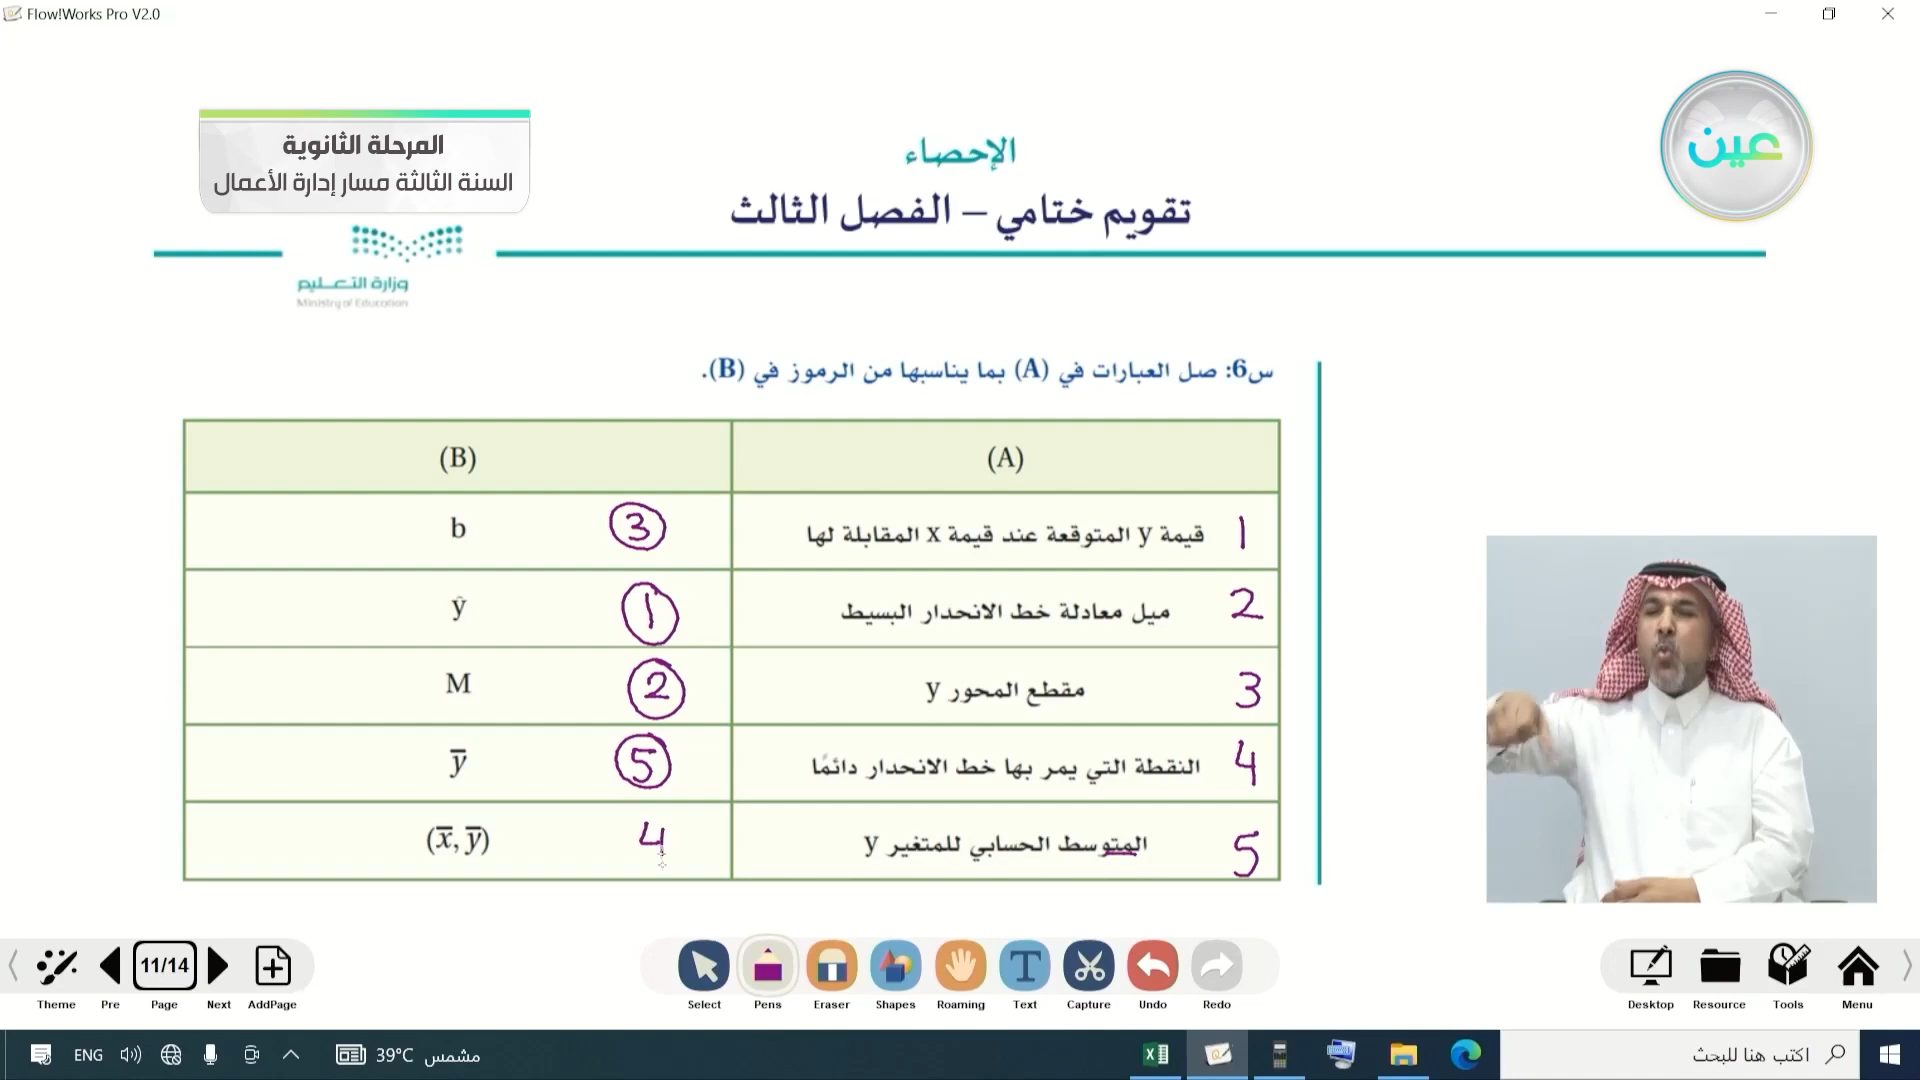 Flow!Works Pro V2.0
عين
الإحصاء
تقويم ختامي – الفصل الثالث
المرحلة الثانوية
السنة الثالثة مسار إدارة الأعمال
وزارة التعليم
Ministry of Education
س6: صل العبارات في (A) بما يناسبها من الرموز في (B).
(A) (B)
1 قيمة y المتوقعة عند قيمة x المقابلة لها 3 b
2 ميل معادلة خط الانحدار البسيط 1 ŷ
3 مقطع المحور y 2 M
4 النقطة التي يمر بها خط الانحدار دائمًا 5 y̅
5 المتوسط الحسابي للمتغير y 4 (x̅, y̅)
11/14
Theme Pre Page Next AddPage
Select Pens Eraser Shapes Roaming Text Capture Undo Redo
Desktop Resource Tools Menu
ENG 39°C مشمس
اكتب هنا للبحث